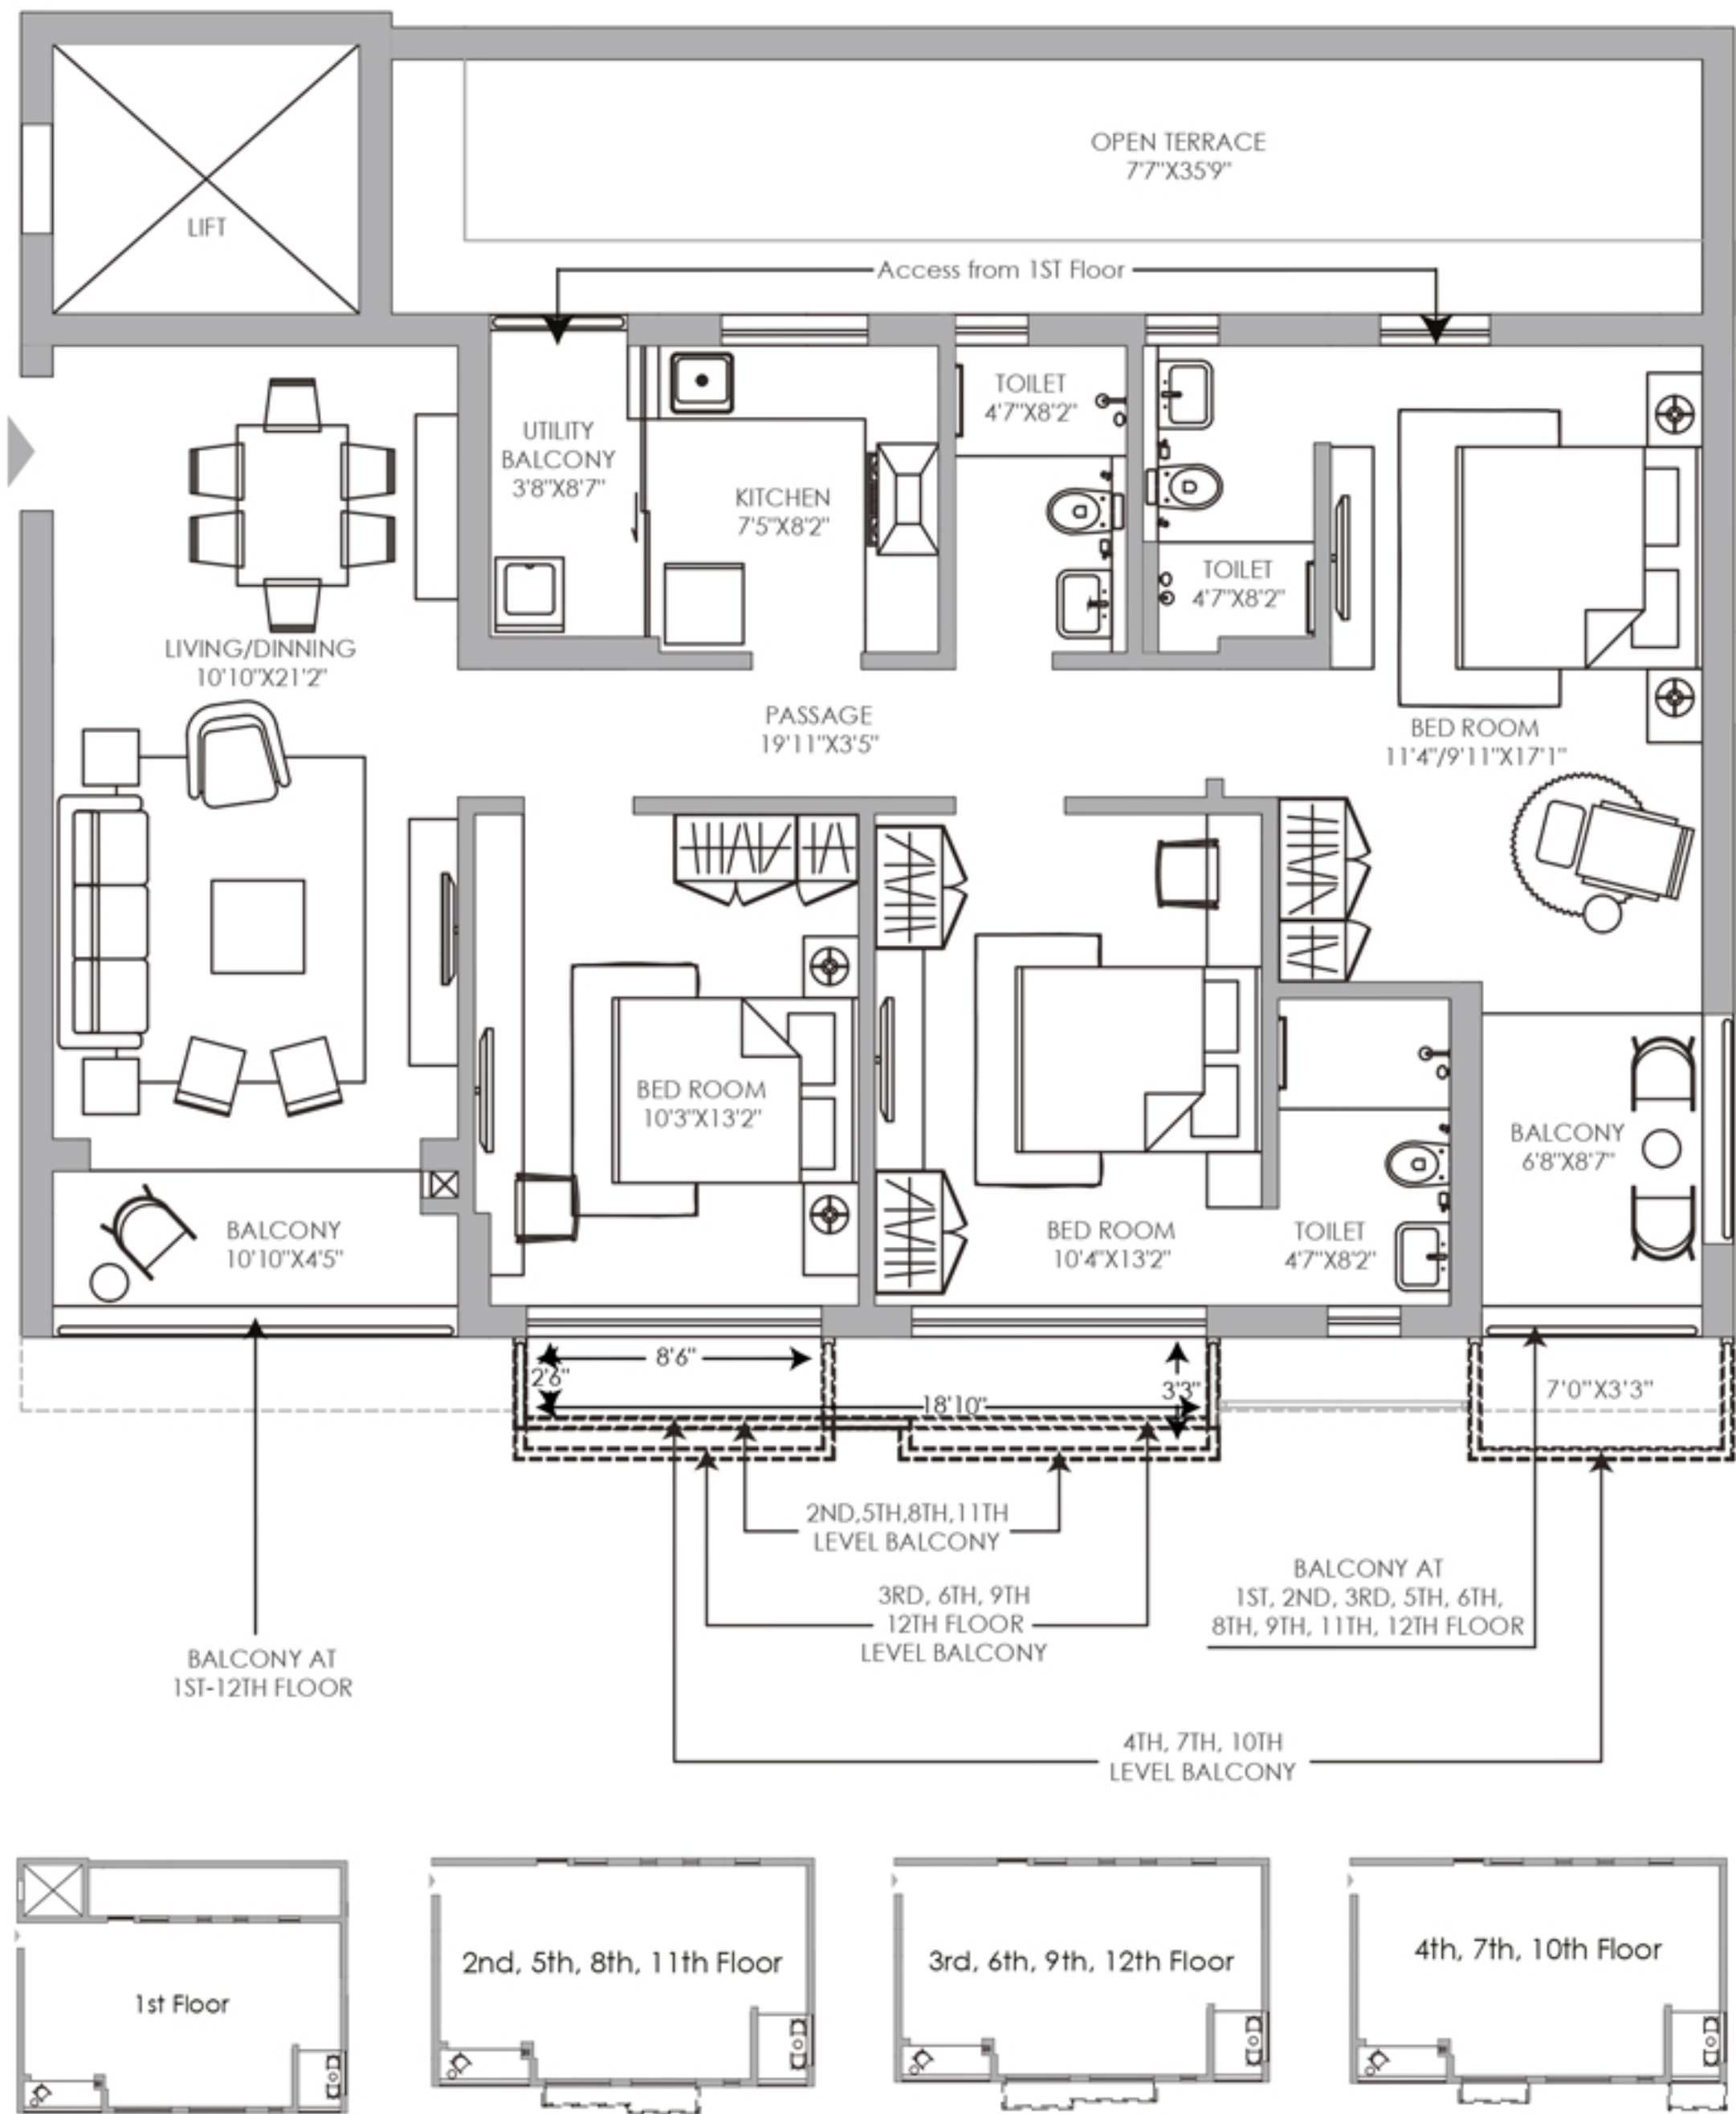 OPEN TERRACE
7'7"X35'9"
LIFT
Access from 1ST Floor
TOILET
4'7"X8'2"
UTILITY
BALCONY
3'8"X8'7"
KITCHEN
7'5"X8'2"
TOILET
4'7"X8'2"
LIVING/DINNING
10'10"X21'2"
PASSAGE
19'11"X3'5"
BED ROOM
11'4"/9'11"X17'1"
BED ROOM
10'3"X13'2"
BALCONY
6'8"X8'7"
BALCONY
10'10"X4'5"
BED ROOM
10'4"X13'2"
TOILET
4'7"X8'2"
8'6"
2'6"
18'10"
3'3"
7'0"X3'3"
2ND,5TH,8TH,11TH
LEVEL BALCONY
3RD, 6TH, 9TH
12TH FLOOR
LEVEL BALCONY
BALCONY AT
1ST, 2ND, 3RD, 5TH, 6TH,
8TH, 9TH, 11TH, 12TH FLOOR
BALCONY AT
1ST-12TH FLOOR
4TH, 7TH, 10TH
LEVEL BALCONY
1st Floor
2nd, 5th, 8th, 11th Floor
3rd, 6th, 9th, 12th Floor
4th, 7th, 10th Floor